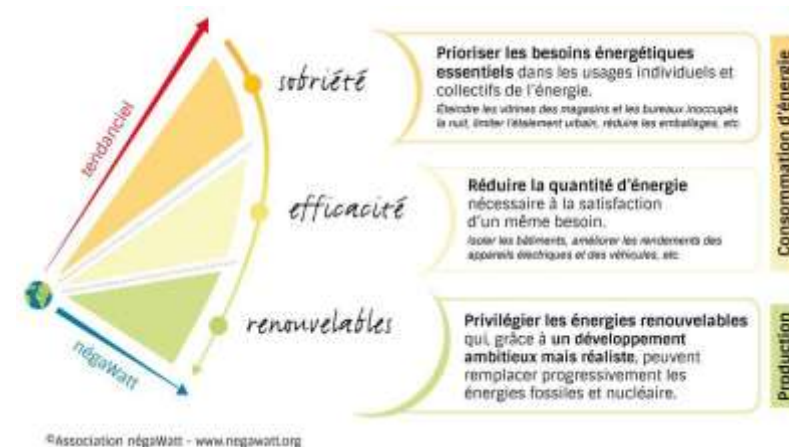 tendanciel
négaWatt
sobriété
Prioriser les besoins énergétiques
essentiels dans les usages individuels et
collectifs de l'énergie.
Éteindre les vitrines des magasins et les bureaux inoccupés
la nuit, limiter l'étalement urbain, réduire les emballages, etc
efficacité
Réduire la quantité d'énergie
nécessaire à la satisfaction
d'un même besoin.
Isoler les bâtiments, améliorer les rendements des
appareils électriques et des véhicules, etc
Consommation d'énergie
renouvelables
Privilégier les énergies renouvelables
qui, grâce à un développement
ambitieux mais réaliste, peuvent
remplacer progressivement les
énergies fossiles et nucléaire.
Production
©Association négaWatt - www.negawatt.org